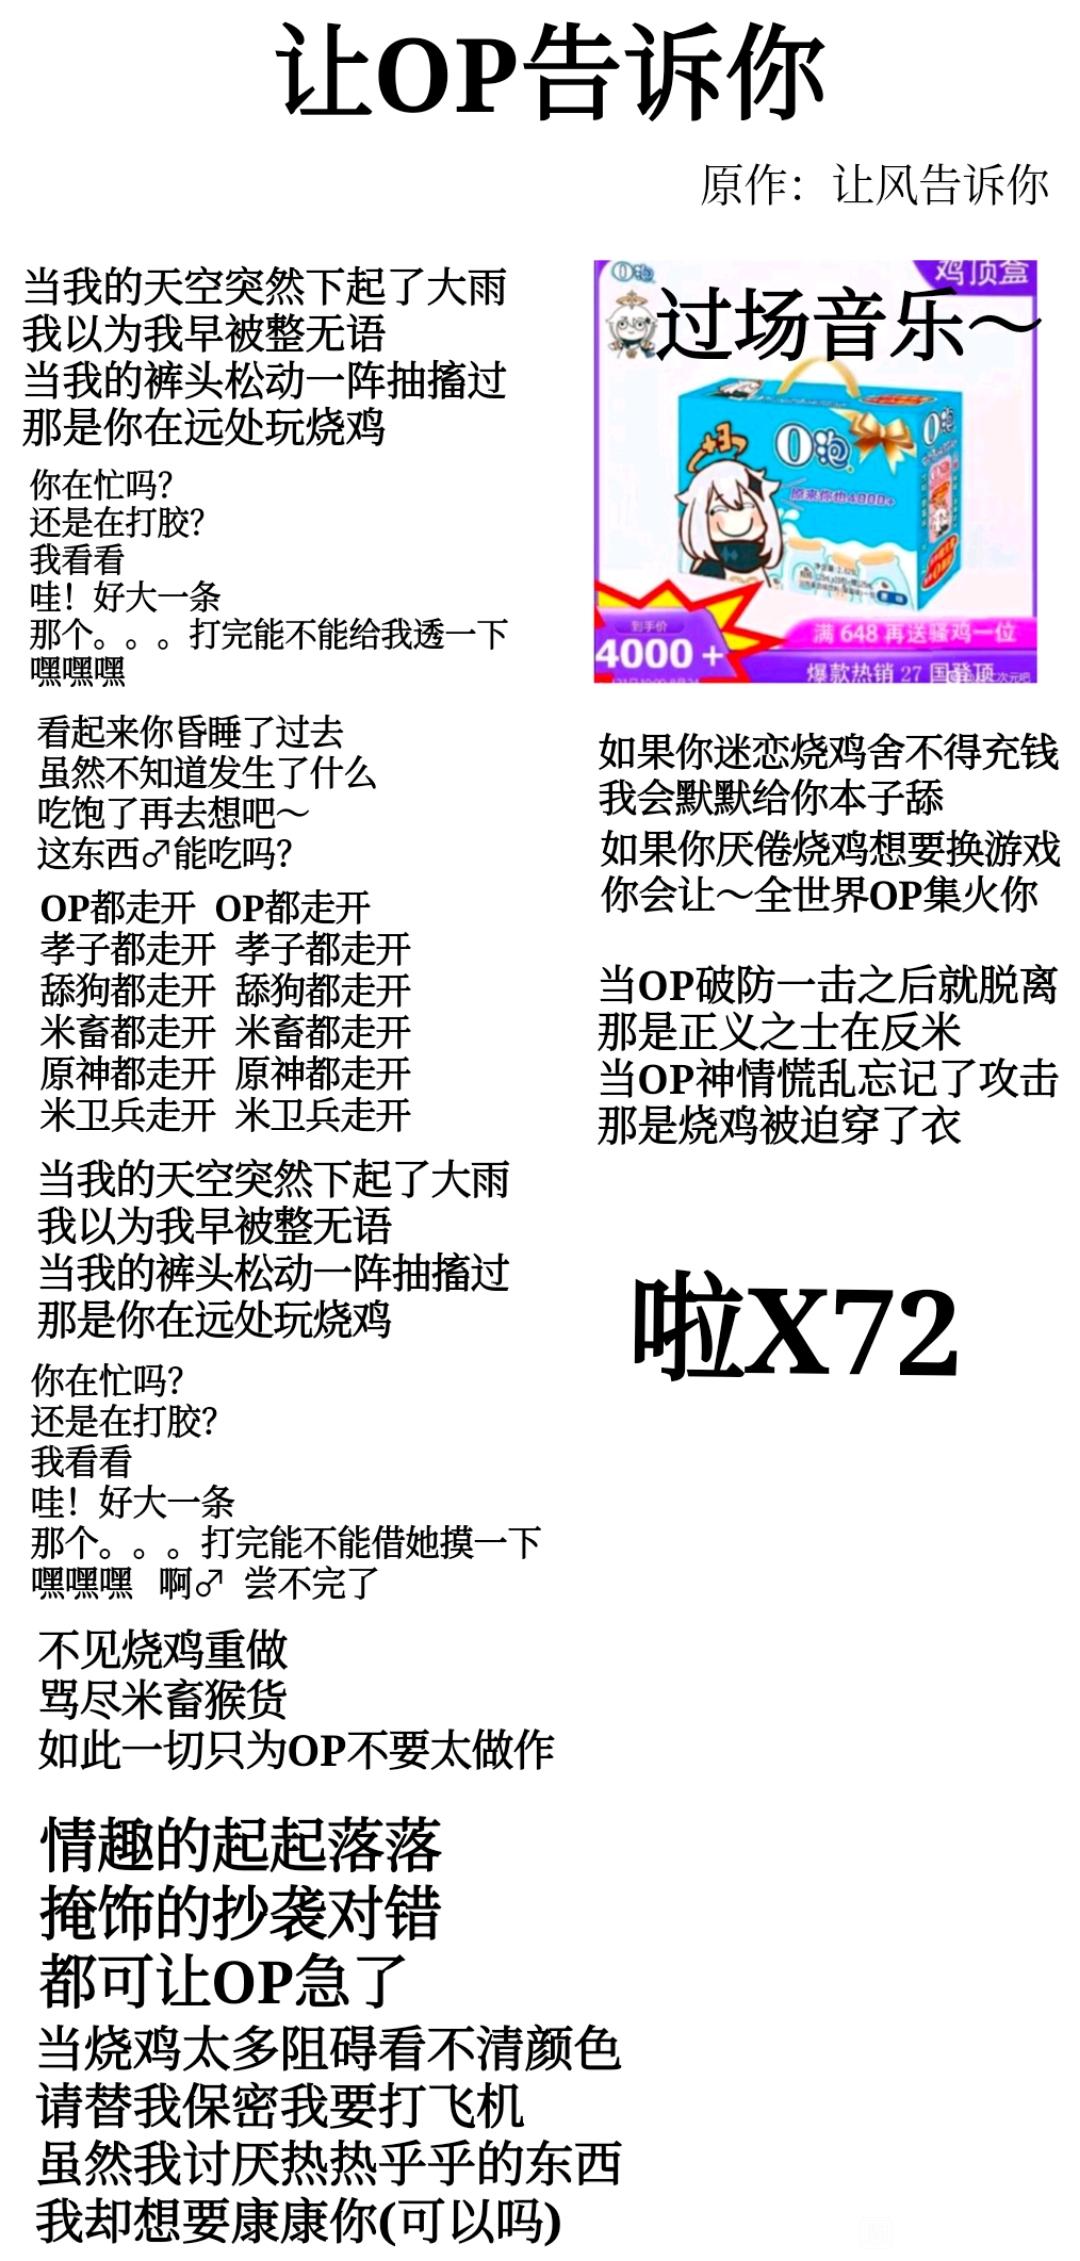 让OP告诉你
原作：让风告诉你
当我的天空突然下起了大雨
我以为我早被整无语
当我的裤头松动一阵抽搐过
那是你在远处玩烧鸡
你在忙吗？
还是在打胶？
我看看
哇！好大一条
那个。。。打完能不能给我透一下
嘿嘿嘿
看起来你昏睡了过去
虽然不知道发生了什么
吃饱了再去想吧～
这东西♂能吃吗？
OP都走开 OP都走开
孝子都走开 孝子都走开
舔狗都走开 舔狗都走开
米畜都走开 米畜都走开
原神都走开 原神都走开
米卫兵走开 米卫兵走开
当我的天空突然下起了大雨
我以为我早被整无语
当我的裤头松动一阵抽搐过
那是你在远处玩烧鸡
你在忙吗？
还是在打胶？
我看看
哇！好大一条
那个。。。打完能不能借她摸一下
嘿嘿嘿 啊♂ 尝不完了
不见烧鸡重做
骂尽米畜猴货
如此一切只为OP不要太做作
情趣的起起落落
掩饰的抄袭对错
都可让OP急了
当烧鸡太多阻碍看不清颜色
请替我保密我要打飞机
虽然我讨厌热热乎乎的东西
我却想要康康你(可以吗)
O泡
鸡顶盒
过场音乐～
O泡
O泡
原来你也4000+
到手价
4000+
满 648 再送骚鸡一位
爆款热销 27 国登顶
如果你迷恋烧鸡舍不得充钱
我会默默给你本子舔
如果你厌倦烧鸡想要换游戏
你会让～全世界OP集火你
当OP破防一击之后就脱离
那是正义之士在反米
当OP神情慌乱忘记了攻击
那是烧鸡被迫穿了衣
啦X72